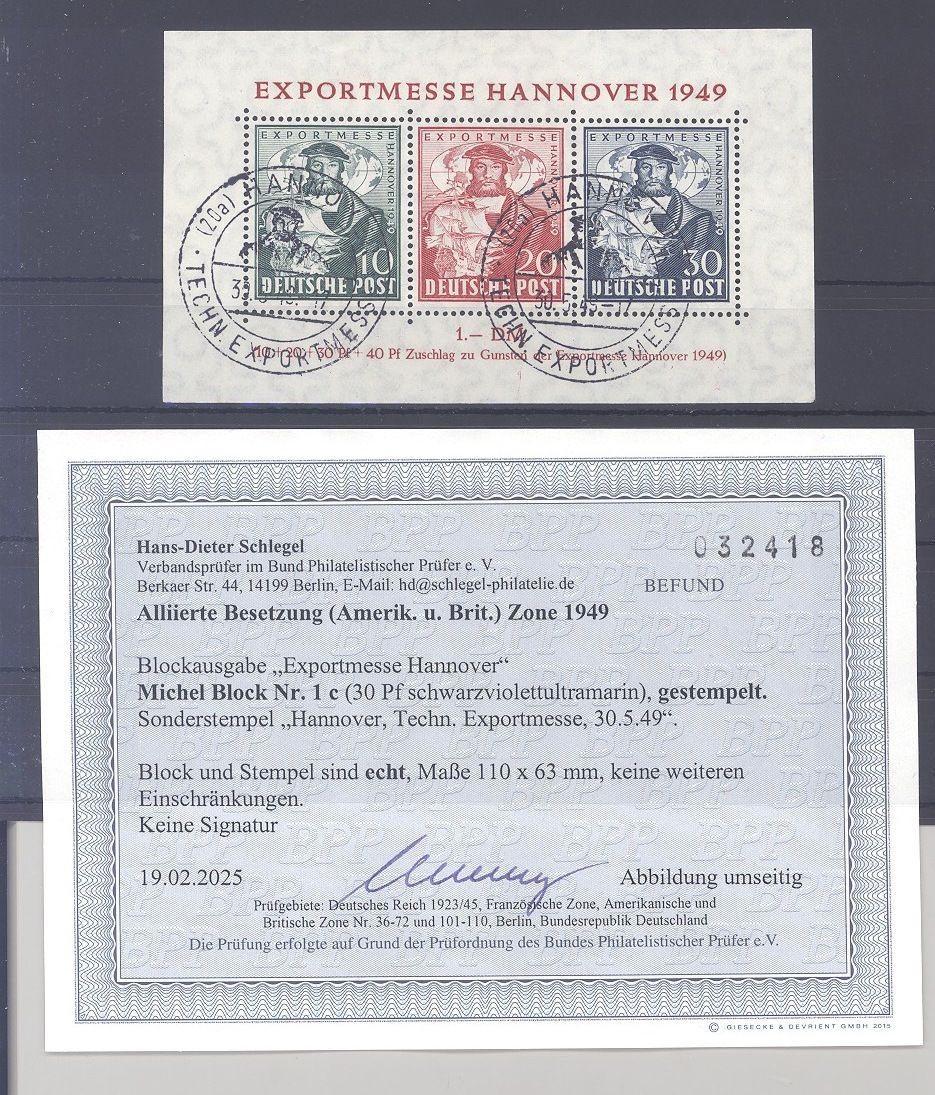 EXPORTMESSE HANNOVER 1949
EXPORTMESSE
HANNOVER 1949
10
DEUTSCHE POST
EXPORTMESSE
HANNOVER 1949
20
DEUTSCHE POST
EXPORTMESSE
HANNOVER 1949
30
DEUTSCHE POST
(20a) HANNO
TECHN. EXPORTMESSE
HANN
30.5.49-17
TECHN. EXPORTMESSE
1.— DM
(10 + 20 + 30 Pf + 40 Pf Zuschlag zu Gunsten der Exportmesse Hannover 1949)
Hans-Dieter Schlegel
032418
Verbandsprüfer im Bund Philatelistischer Prüfer e. V.
Berkaer Str. 44, 14199 Berlin, E-Mail: hd@schlegel-philatelie.de
BEFUND
Alliierte Besetzung (Amerik. u. Brit.) Zone 1949
Blockausgabe „Exportmesse Hannover“
Michel Block Nr. 1 c (30 Pf schwarzviolettultramarin), gestempelt.
Sonderstempel „Hannover, Techn. Exportmesse, 30.5.49“.
Block und Stempel sind echt, Maße 110 x 63 mm, keine weiteren
Einschränkungen.
Keine Signatur
19.02.2025
Abbildung umseitig
Prüfgebiete: Deutsches Reich 1923/45, Französische Zone, Amerikanische und
Britische Zone Nr. 36-72 und 101-110, Berlin, Bundesrepublik Deutschland
Die Prüfung erfolgte auf Grund der Prüfordnung des Bundes Philatelistischer Prüfer e.V.
© GIESECKE & DEVRIENT GMBH 2015